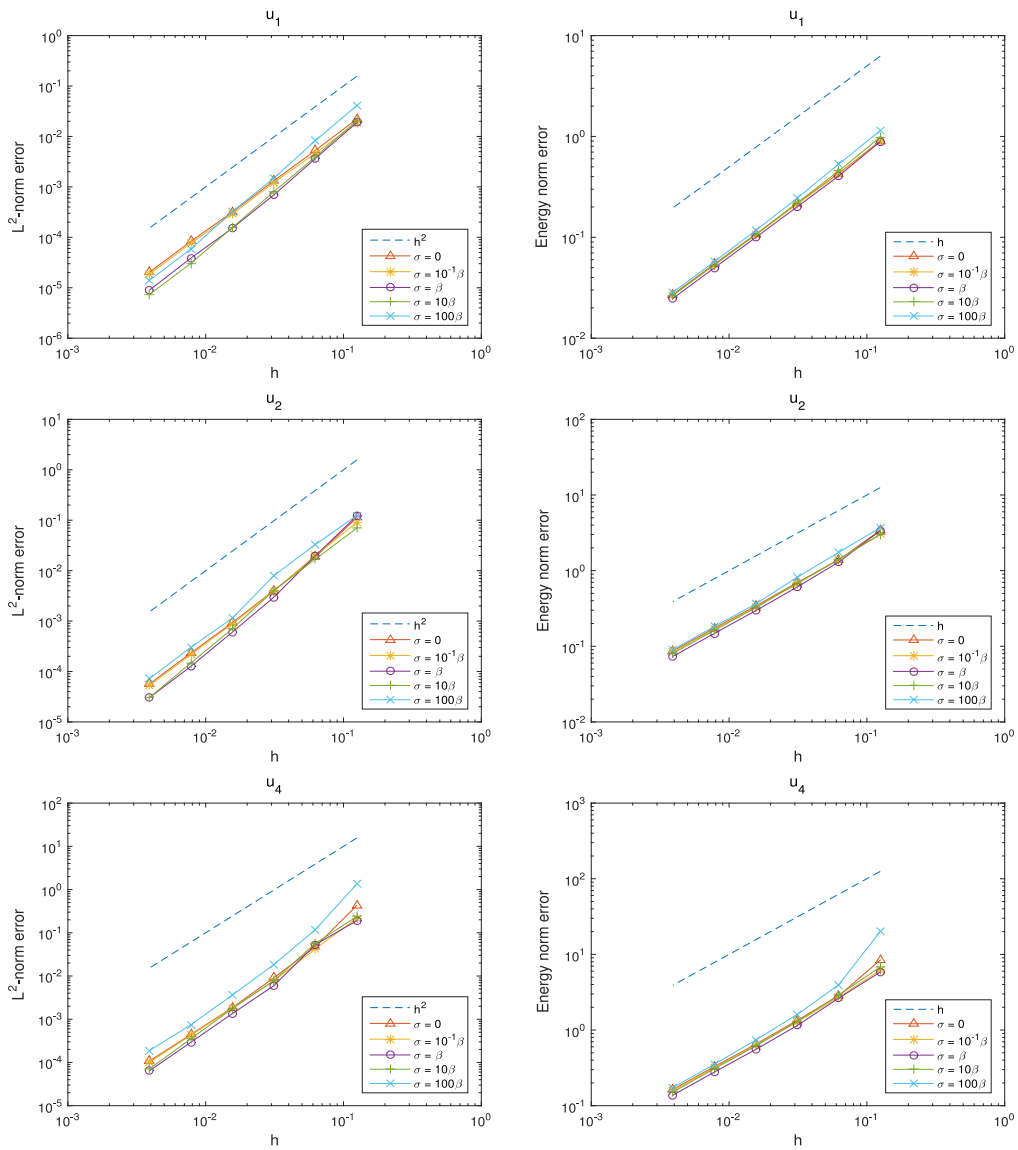 u₁
L²-norm error
10⁰
10⁻¹
10⁻²
10⁻³
10⁻⁴
10⁻⁵
10⁻⁶
10⁻³
10⁻²
10⁻¹
10⁰
h
h²
σ = 0
σ = 10⁻¹β
σ = β
σ = 10β
σ = 100β
u₁
Energy norm error
10¹
10⁰
10⁻¹
10⁻²
10⁻³
10⁻²
10⁻¹
10⁰
h
h
σ = 0
σ = 10⁻¹β
σ = β
σ = 10β
σ = 100β
u₂
L²-norm error
10¹
10⁰
10⁻¹
10⁻²
10⁻³
10⁻⁴
10⁻⁵
10⁻³
10⁻²
10⁻¹
10⁰
h
h²
σ = 0
σ = 10⁻¹β
σ = β
σ = 10β
σ = 100β
u₂
Energy norm error
10²
10¹
10⁰
10⁻¹
10⁻²
10⁻³
10⁻²
10⁻¹
10⁰
h
h
σ = 0
σ = 10⁻¹β
σ = β
σ = 10β
σ = 100β
u₄
L²-norm error
10²
10¹
10⁰
10⁻¹
10⁻²
10⁻³
10⁻⁴
10⁻⁵
10⁻³
10⁻²
10⁻¹
10⁰
h
h²
σ = 0
σ = 10⁻¹β
σ = β
σ = 10β
σ = 100β
u₄
Energy norm error
10³
10²
10¹
10⁰
10⁻¹
10⁻³
10⁻²
10⁻¹
10⁰
h
h
σ = 0
σ = 10⁻¹β
σ = β
σ = 10β
σ = 100β